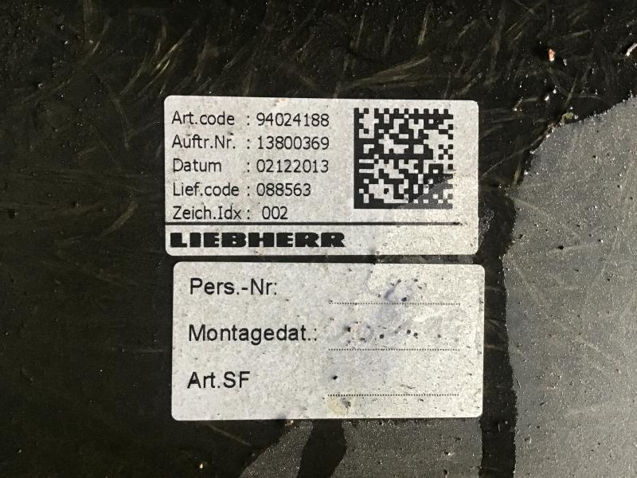 Art.code : 94024188
Auftr.Nr. : 13800369
Datum : 02122013
Lief.code : 088563
Zeich.Idx : 002
LIEBHERR
Pers.-Nr:
Montagedat.:
Art.SF